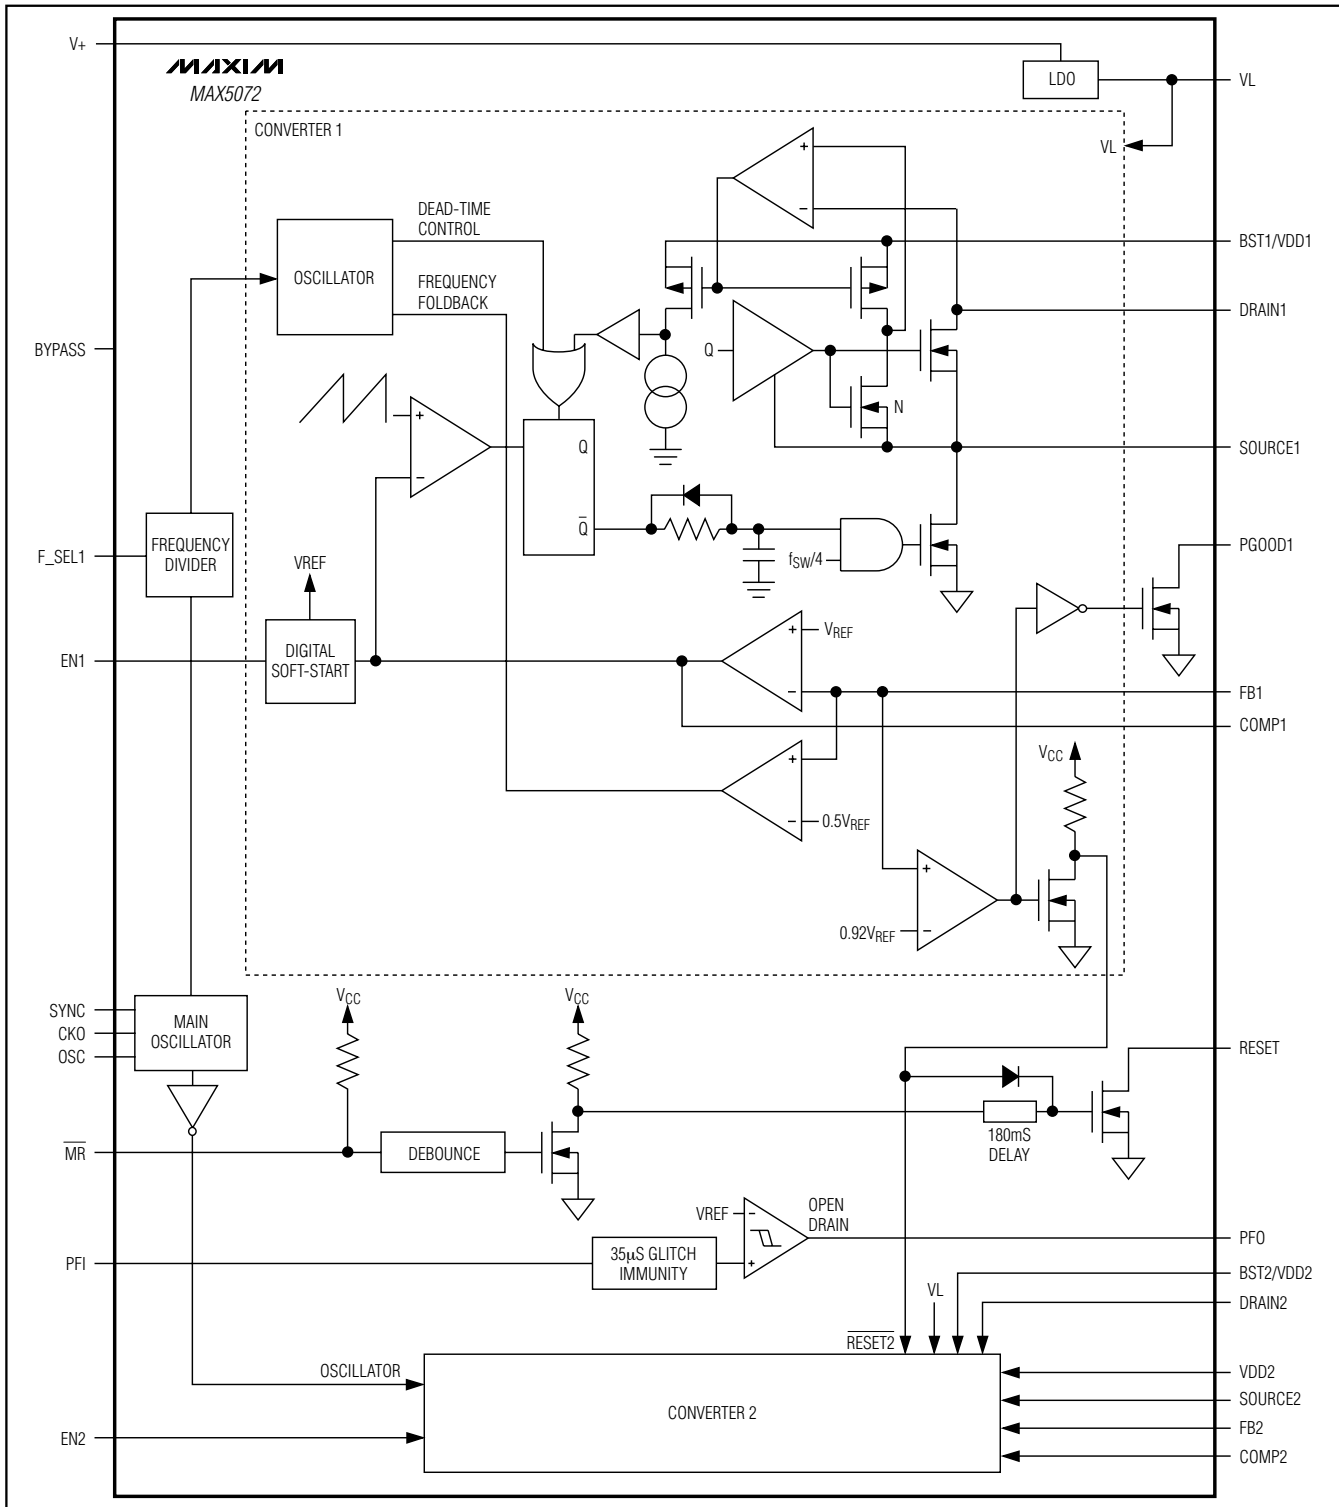 V+
MAXIM
MAX5072
LDO
VL
CONVERTER 1
VL
+
−
DEAD-TIME
CONTROL
OSCILLATOR
FREQUENCY
FOLDBACK
BST1/VDD1
DRAIN1
BYPASS
Q
N
+
−
Q
Q̅
SOURCE1
F_SEL1
FREQUENCY
DIVIDER
VREF
fSW/4
PGOOD1
EN1
DIGITAL
SOFT-START
+
VREF
−
FB1
COMP1
VCC
+
−
0.5VREF
+
0.92VREF
−
SYNC
CKO
OSC
MAIN
OSCILLATOR
VCC
VCC
RESET
M̅R̅
DEBOUNCE
180mS
DELAY
VREF
−
OPEN
DRAIN
PFO
PFI
35μS GLITCH
IMMUNITY
+
BST2/VDD2
VL
DRAIN2
R̅E̅S̅E̅T̅2̅
OSCILLATOR
VDD2
SOURCE2
CONVERTER 2
FB2
EN2
COMP2